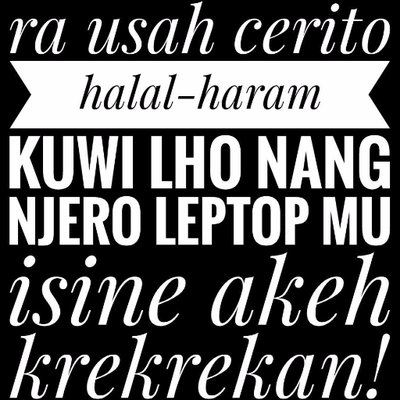 ra usah cerito
halal-haram
KUWI LHO NANG
NJERO LEPTOP MU
isine akeh
krekrekan!